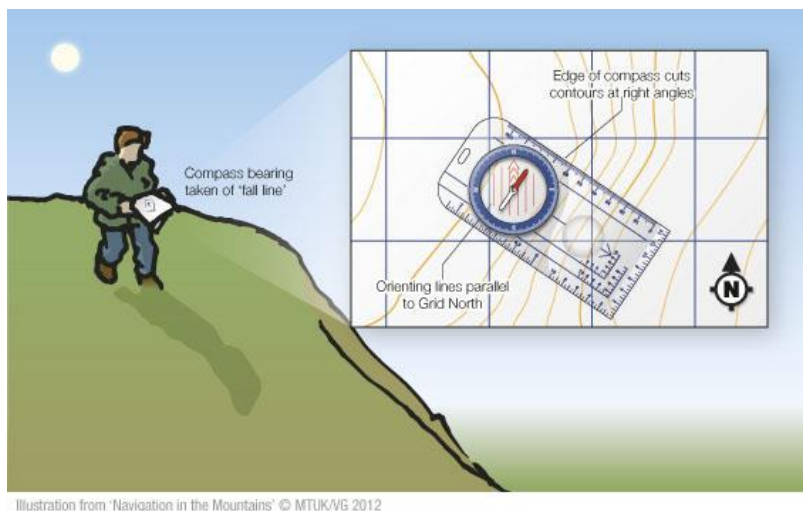 Edge of compass cuts
contours at right angles
Compass bearing
taken of 'fall line'
Orienting lines parallel
to Grid North
N
Illustration from 'Navigation in the Mountains' © MTUK/VG 2012